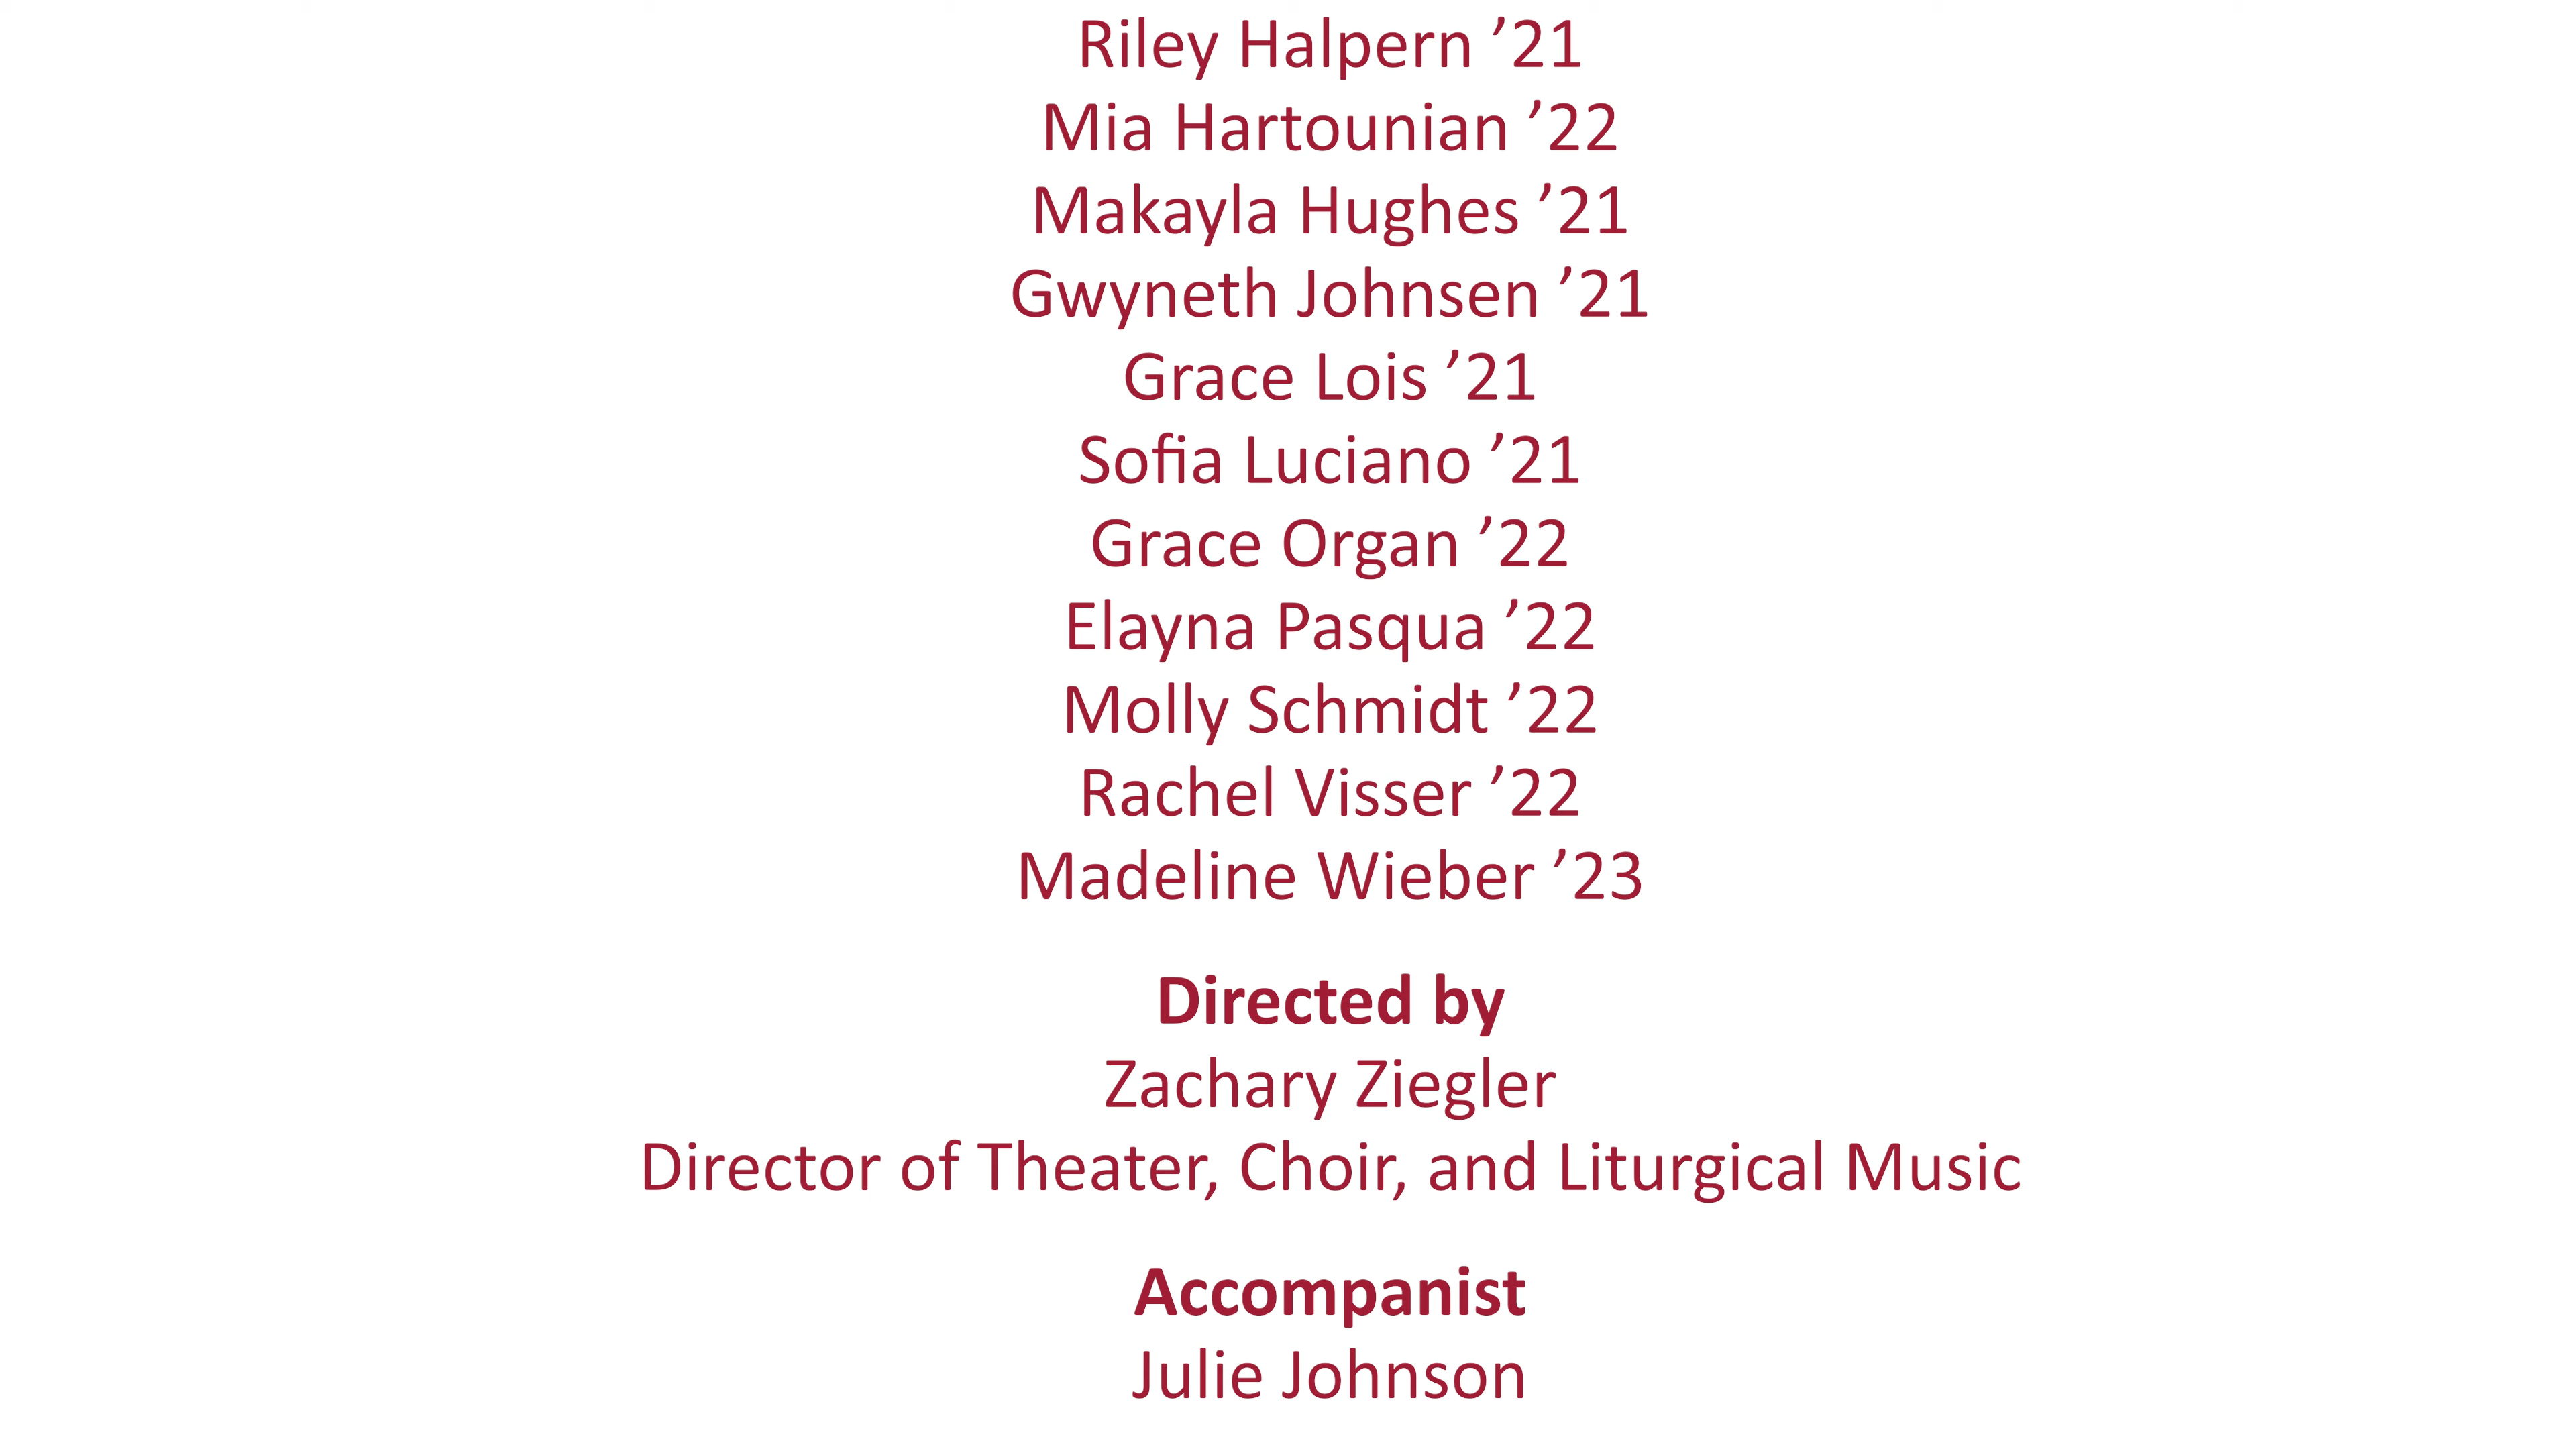 Riley Halpern ’21
Mia Hartounian ’22
Makayla Hughes ’21
Gwyneth Johnsen ’21
Grace Lois ’21
Sofia Luciano ’21
Grace Organ ’22
Elayna Pasqua ’22
Molly Schmidt ’22
Rachel Visser ’22
Madeline Wieber ’23
Directed by
Zachary Ziegler
Director of Theater, Choir, and Liturgical Music
Accompanist
Julie Johnson